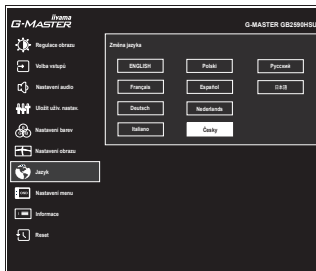 iiyama
G-MASTER
G-MASTER GB2590HSU
Regulace obrazu
Volba vstupů
Nastavení audio
Uložit uživ. nastav.
Nastavení barev
Nastavení obrazu
Jazyk
Nastavení menu
Informace
Reset
Změna jazyka
ENGLISH
Polski
Русский
Français
Español
日本語
Deutsch
Nederlands
Italiano
Česky